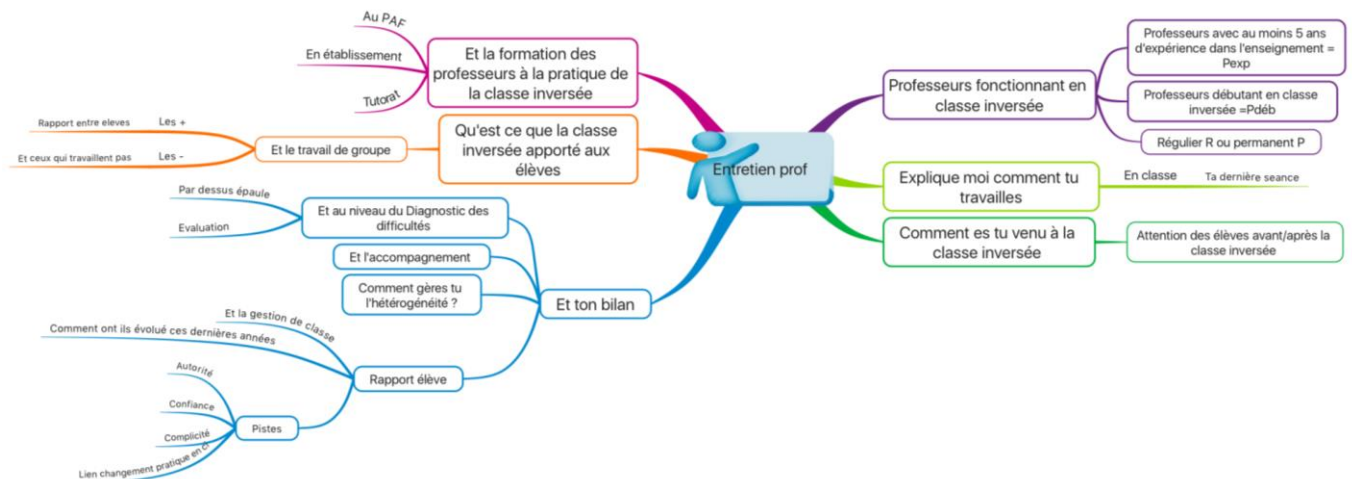 Entretien prof
Professeurs fonctionnant en
classe inversée
Professeurs avec au moins 5 ans
d'expérience dans l'enseignement =
Pexp
Professeurs débutant en classe
inversée =Pdéb
Régulier R ou permanent P
Explique moi comment tu
travailles
En classe
Ta dernière seance
Comment es tu venu à la
classe inversée
Attention des élèves avant/après la
classe inversée
Et la formation des
professeurs à la pratique de
la classe inversée
Au PAF
En établissement
Tutorat
Qu'est ce que la classe
inversée apporté aux
élèves
Et le travail de groupe
Les +
Rapport entre eleves
Les -
Et ceux qui travaillent pas
Et ton bilan
Et au niveau du Diagnostic des
difficultés
Par dessus épaule
Evaluation
Et l'accompagnement
Comment gères tu
l'hétérogénéité ?
Rapport élève
Et la gestion de classe
Comment ont ils évolué ces dernières années
Pistes
Autorité
Confiance
Complicité
Lien changement pratique en